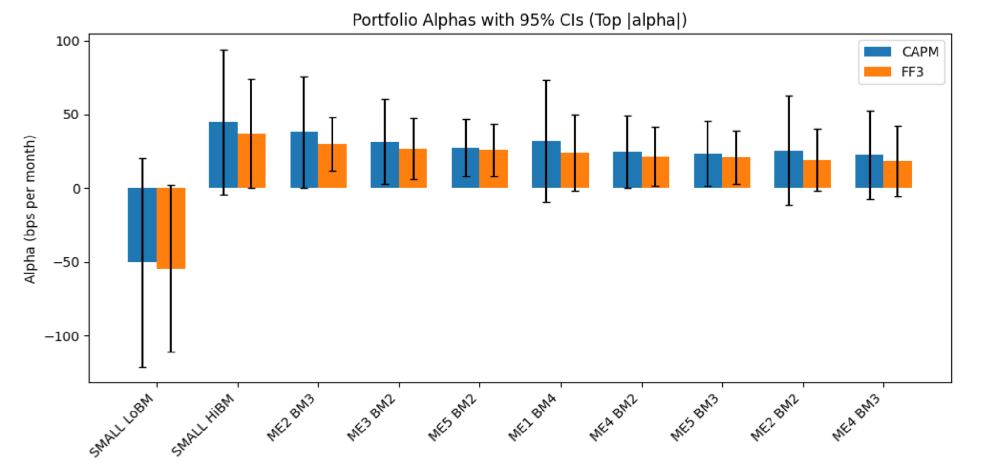 Portfolio Alphas with 95% CIs (Top |alpha|)
CAPM
FF3
Alpha (bps per month)
100
50
0
−50
−100
SMALL LoBM
SMALL HiBM
ME2 BM3
ME3 BM2
ME5 BM2
ME1 BM4
ME4 BM2
ME5 BM3
ME2 BM2
ME4 BM3